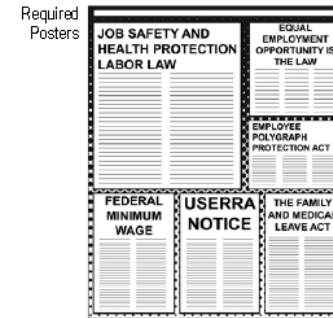 Required
Posters
JOB SAFETY AND
HEALTH PROTECTION
LABOR LAW
EQUAL
EMPLOYMENT
OPPORTUNITY IS
THE LAW
EMPLOYEE
POLYGRAPH
PROTECTION ACT
FEDERAL
MINIMUM
WAGE
USERRA
NOTICE
THE FAMILY
AND MEDICAL
LEAVE ACT